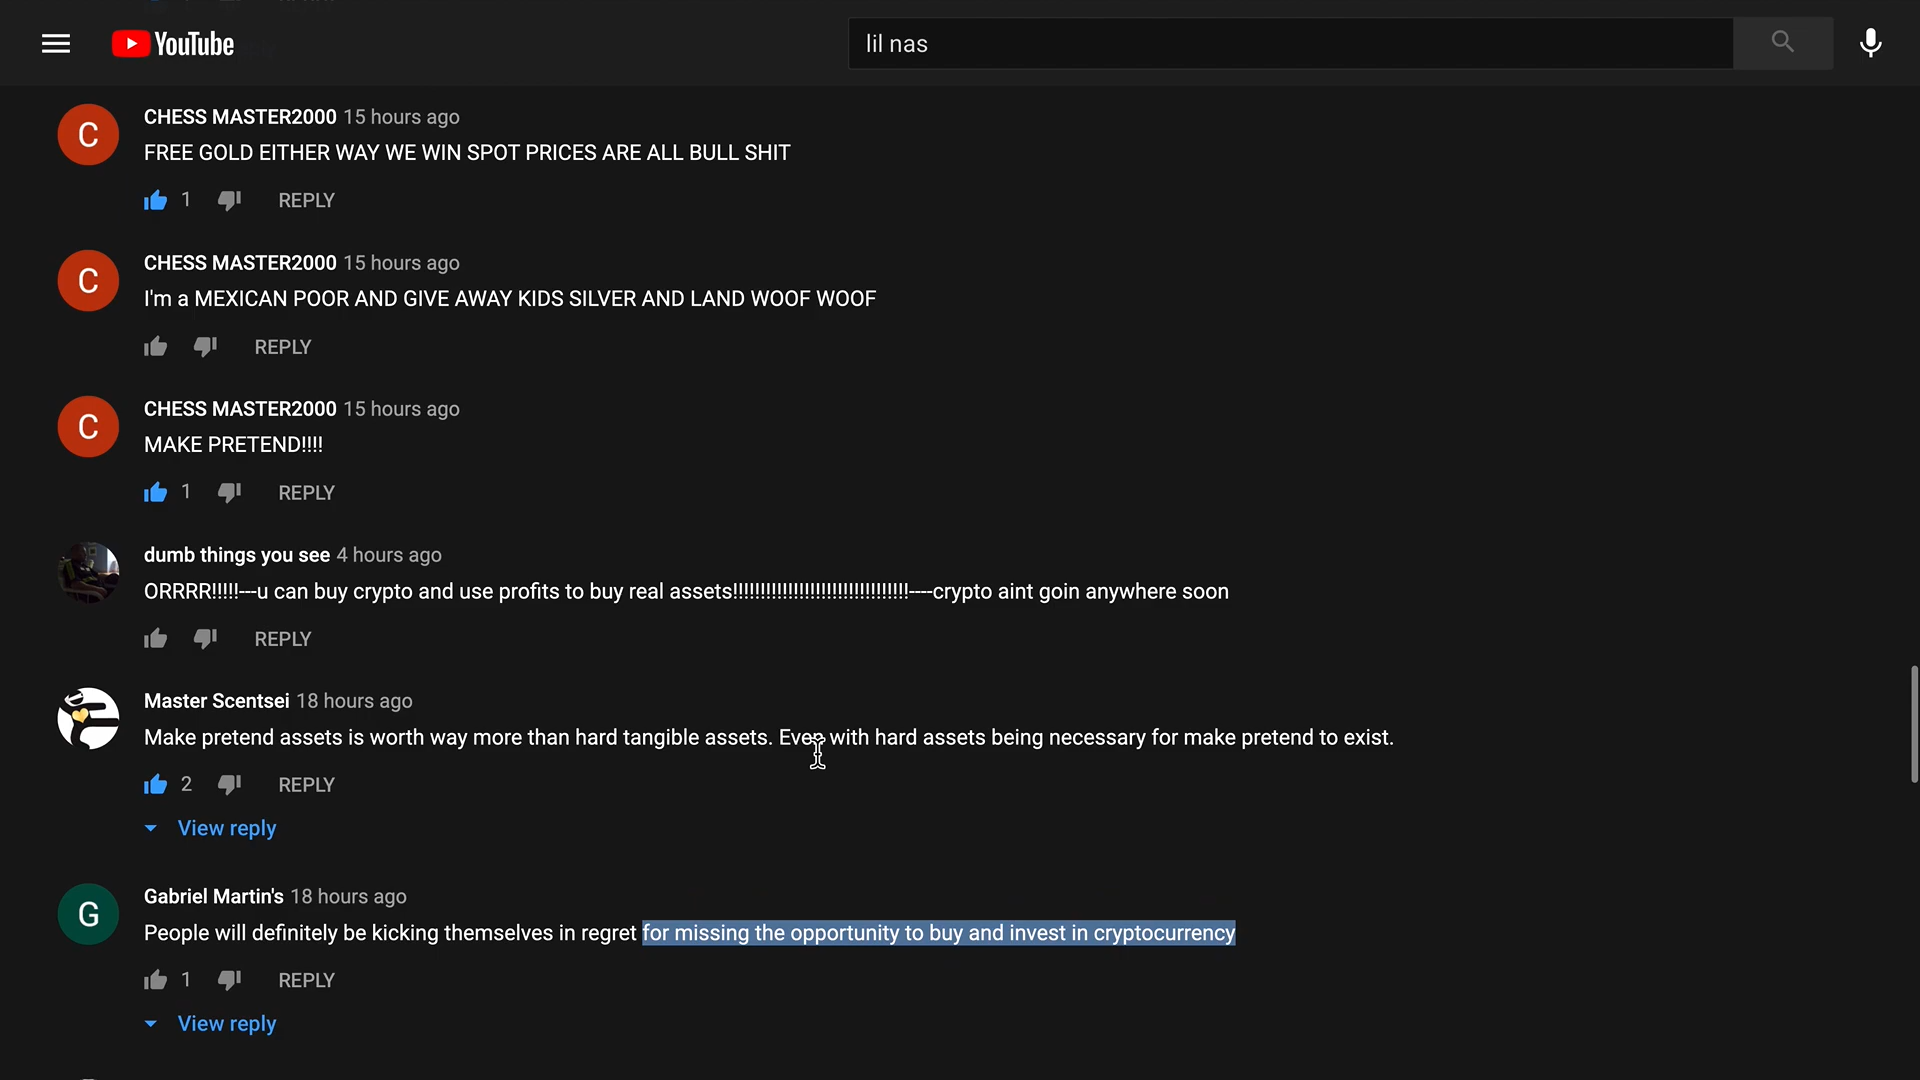 YouTube
lil nas
C
CHESS MASTER2000 15 hours ago
FREE GOLD EITHER WAY WE WIN SPOT PRICES ARE ALL BULL SHIT
1 REPLY
C
CHESS MASTER2000 15 hours ago
I'm a MEXICAN POOR AND GIVE AWAY KIDS SILVER AND LAND WOOF WOOF
REPLY
C
CHESS MASTER2000 15 hours ago
MAKE PRETEND!!!!
1 REPLY
dumb things you see 4 hours ago
ORRRR!!!!!---u can buy crypto and use profits to buy real assets!!!!!!!!!!!!!!!!!!!!!!!!!!!!!!!!----crypto aint goin anywhere soon
REPLY
Master Scentsei 18 hours ago
Make pretend assets is worth way more than hard tangible assets. Even with hard assets being necessary for make pretend to exist.
2 REPLY
View reply
G
Gabriel Martin's 18 hours ago
People will definitely be kicking themselves in regret for missing the opportunity to buy and invest in cryptocurrency
1 REPLY
View reply